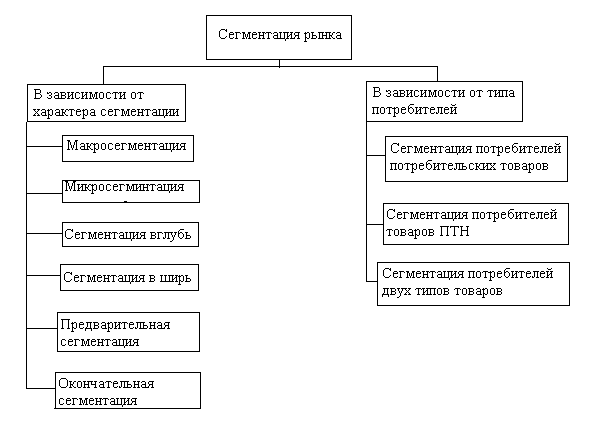 Сегментация рынка
В зависимости от
характера сегментации
Макросегментация
Микросегминтация
Сегментация вглубь
Сегментация в ширь
Предварительная
сегментация
Окончательная
сегментация
В зависимости от типа
потребителей
Сегментация потребителей
потребительских товаров
Сегментация потребителей
товаров ПТН
Сегментация потребителей
двух типов товаров